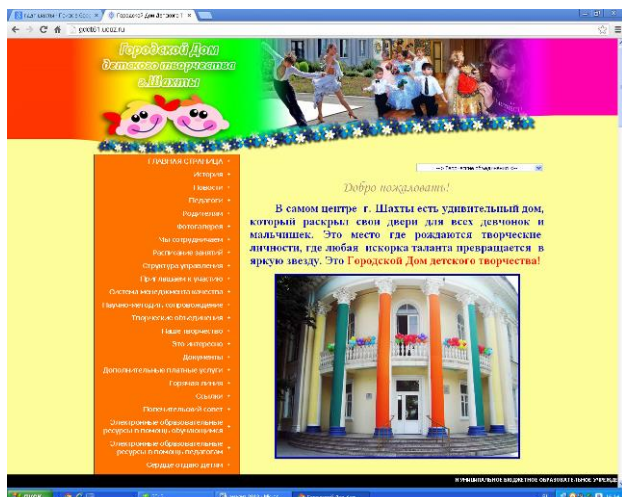 gddt61.ucoz.ru
Городской Дом
детского творчества
г.Шахты
ГЛАВНАЯ СТРАНИЦА
История
Новости
Педагоги
Родителям
Фотогалерея
Мы сотрудничаем
Расписание занятий
Структура управления
Приглашаем к участию
Система менеджмента качества
Научно-методич. сопровождение
Творческие объединения
Наше творчество
Это интересно
Документы
Дополнительные платные услуги
Горячая линия
Ссылки
Попечительский совет
Электронные образовательные
ресурсы в помощь обучающимся
Электронные образовательные
ресурсы в помощь педагогам
Сердце отдаю детям
Добро пожаловать!
В самом центре г. Шахты есть удивительный дом,
который раскрыл свои двери для всех девчонок и
мальчишек. Это место где рождаются творческие
личности, где любая искорка таланта превращается в
яркую звезду. Это Городской Дом детского творчества!
МУНИЦИПАЛЬНОЕ БЮДЖЕТНОЕ ОБРАЗОВАТЕЛЬНОЕ УЧРЕЖДЕ